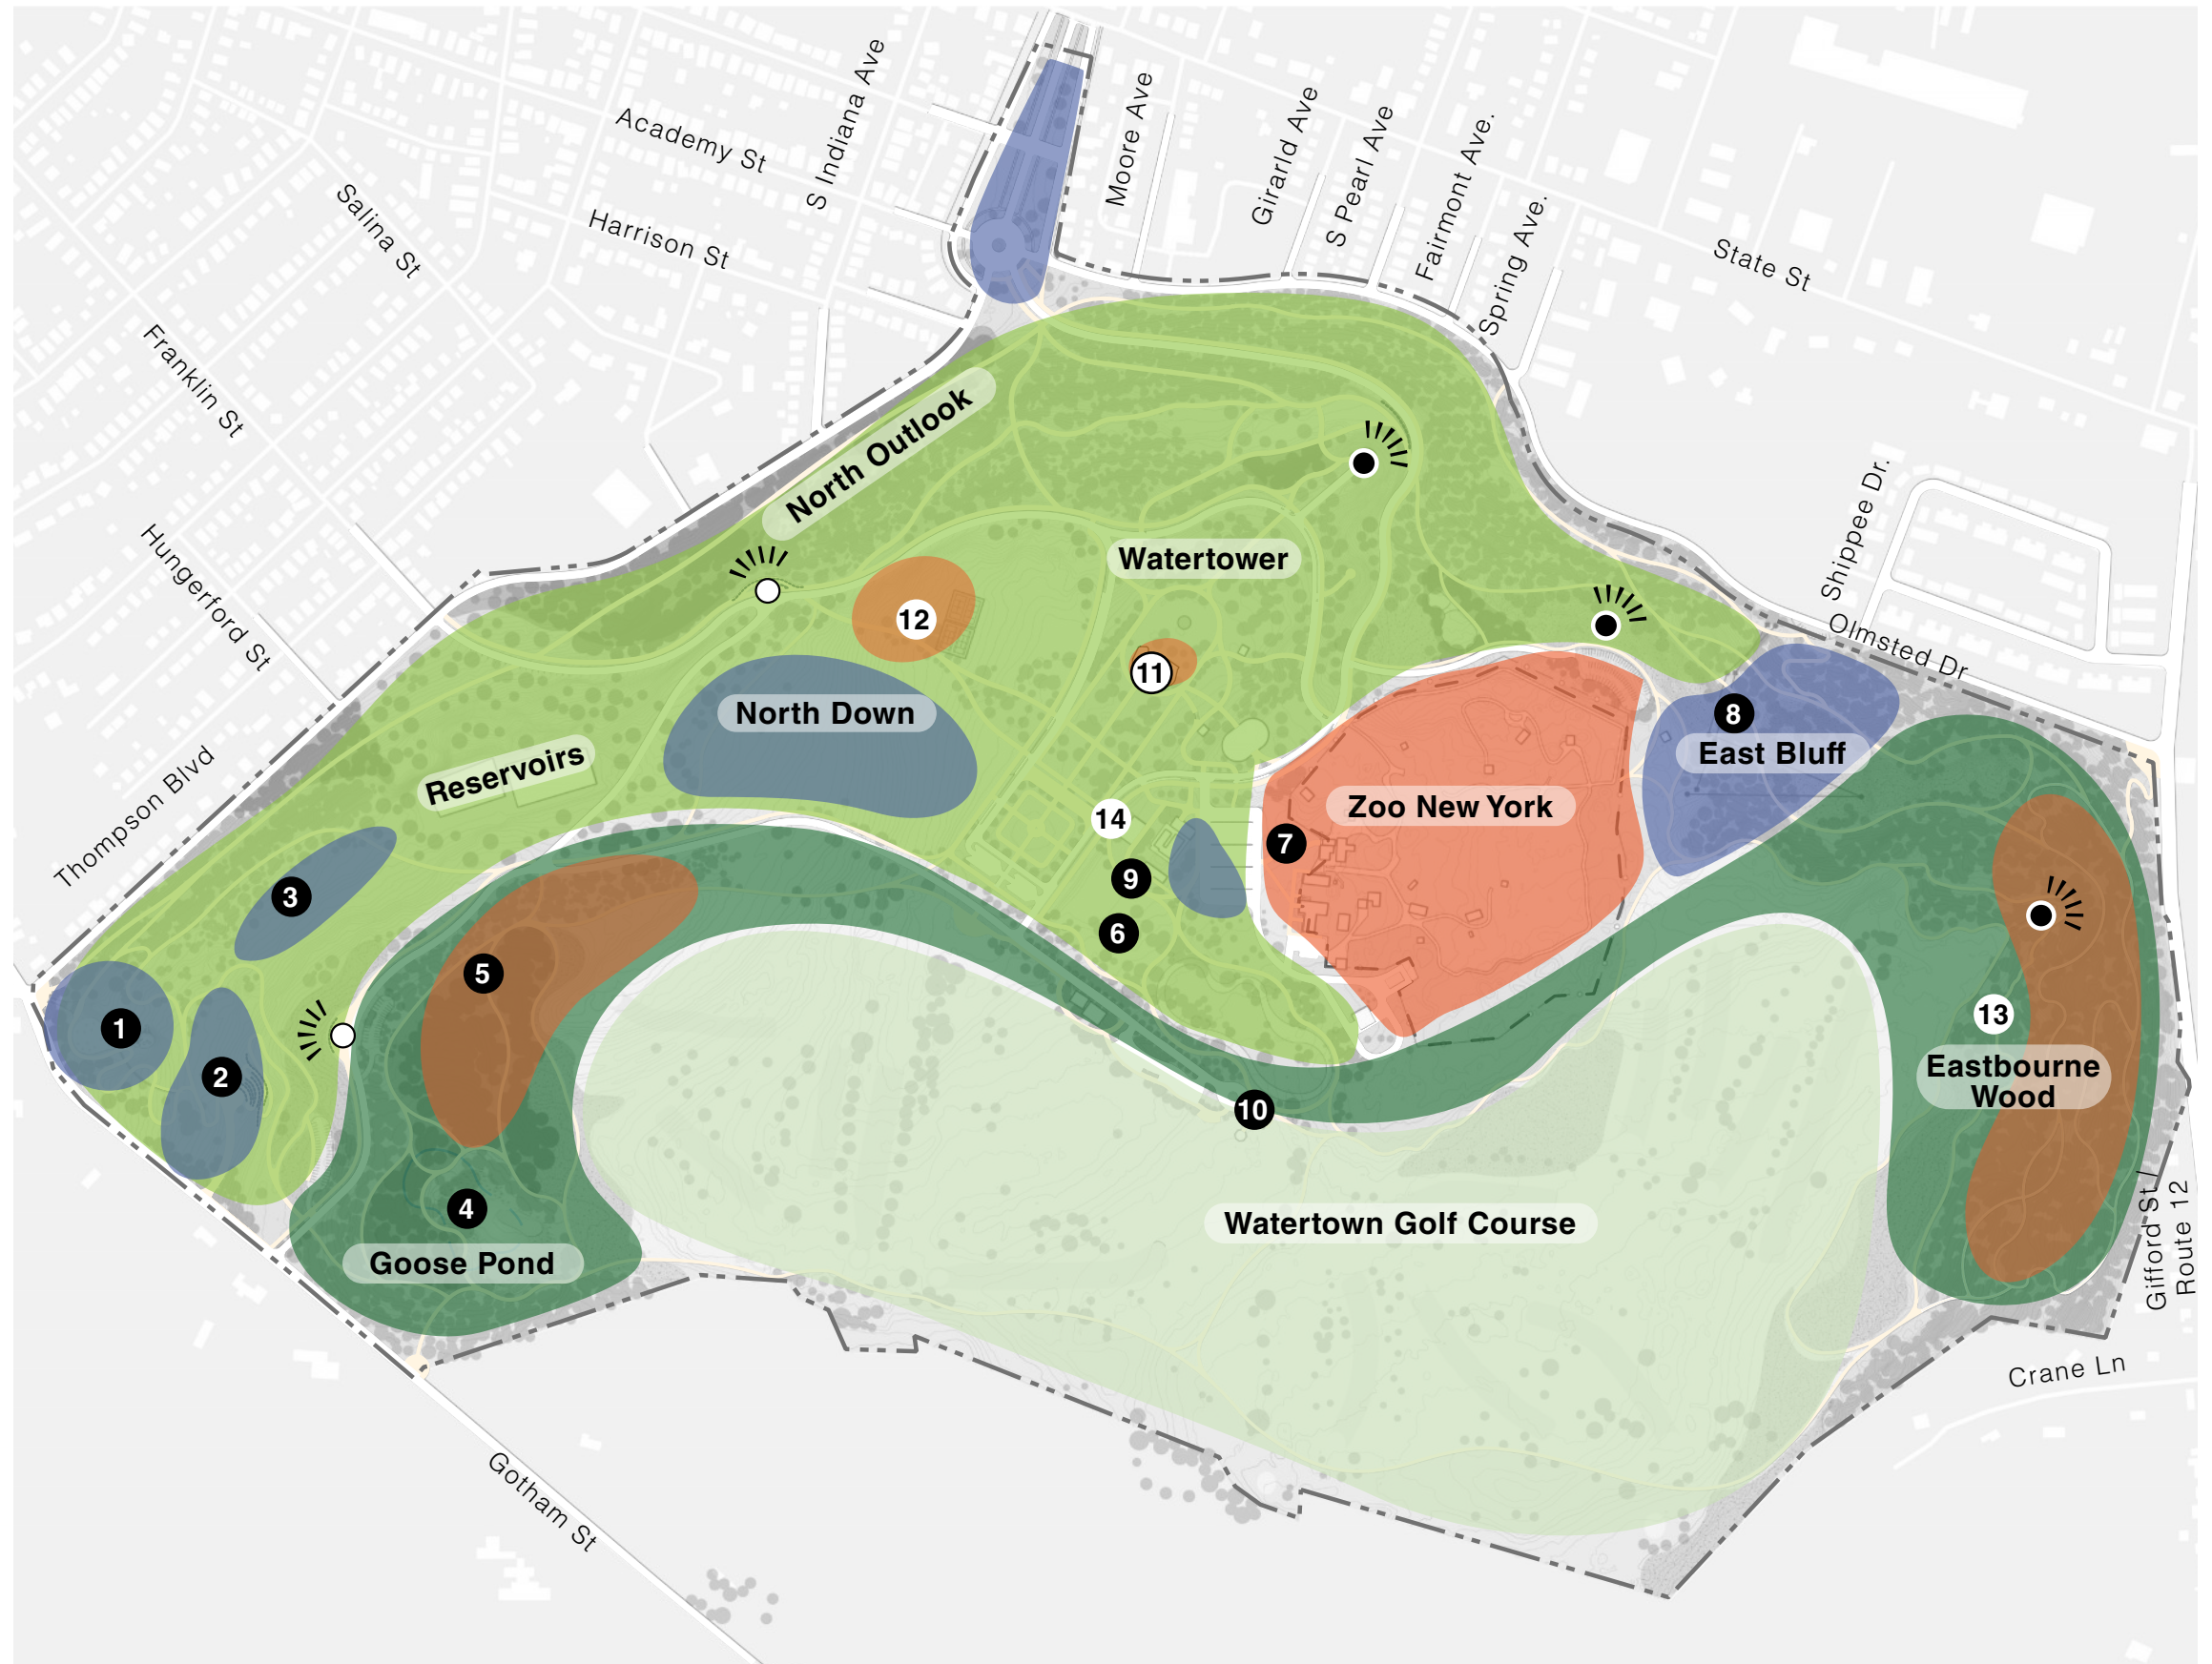 Academy St
S Indiana Ave
Moore Ave
Girarld Ave
S Pearl Ave
Fairmont Ave.
Spring Ave.
State St
Salina St
Harrison St
Franklin St
Hungerford St
Thompson Blvd
North Outlook
Watertower
Shippee Dr.
Olmsted Dr
12
11
North Down
8
East Bluff
Reservoirs
Zoo New York
14
7
3
9
6
5
13
1
2
Eastbourne
Wood
10
4
Goose Pond
Watertown Golf Course
Gifford St |
Route 12
Crane Ln
Gotham St